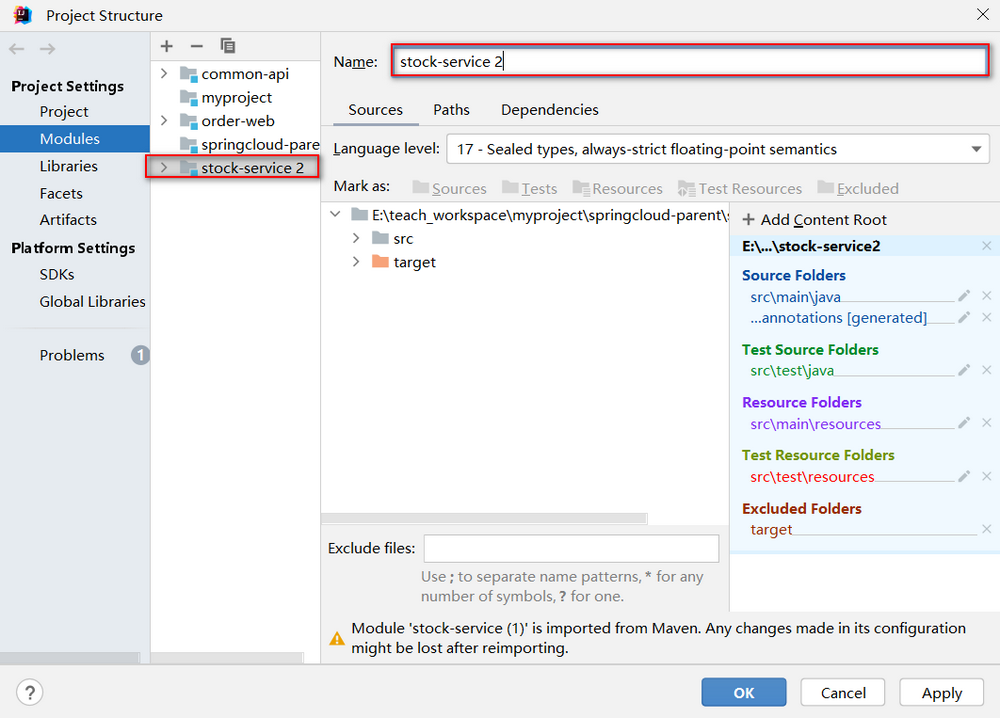 Project Structure
Project Settings
Project
Modules
Libraries
Facets
Artifacts
Platform Settings
SDKs
Global Libraries
Problems
1
common-api
myproject
order-web
springcloud-pare
stock-service 2
Name:
stock-service 2
Sources
Paths
Dependencies
Language level:
17 - Sealed types, always-strict floating-point semantics
Mark as:
Sources
Tests
Resources
Test Resources
Excluded
E:\teach_workspace\myproject\springcloud-parent\s
src
target
Add Content Root
E:\...\stock-service2
Source Folders
src\main\java
...annotations [generated]
Test Source Folders
src\test\java
Resource Folders
src\main\resources
Test Resource Folders
src\test\resources
Excluded Folders
target
Exclude files:
Use ; to separate name patterns, * for any
number of symbols, ? for one.
Module 'stock-service (1)' is imported from Maven. Any changes made in its configuration
might be lost after reimporting.
?
OK
Cancel
Apply